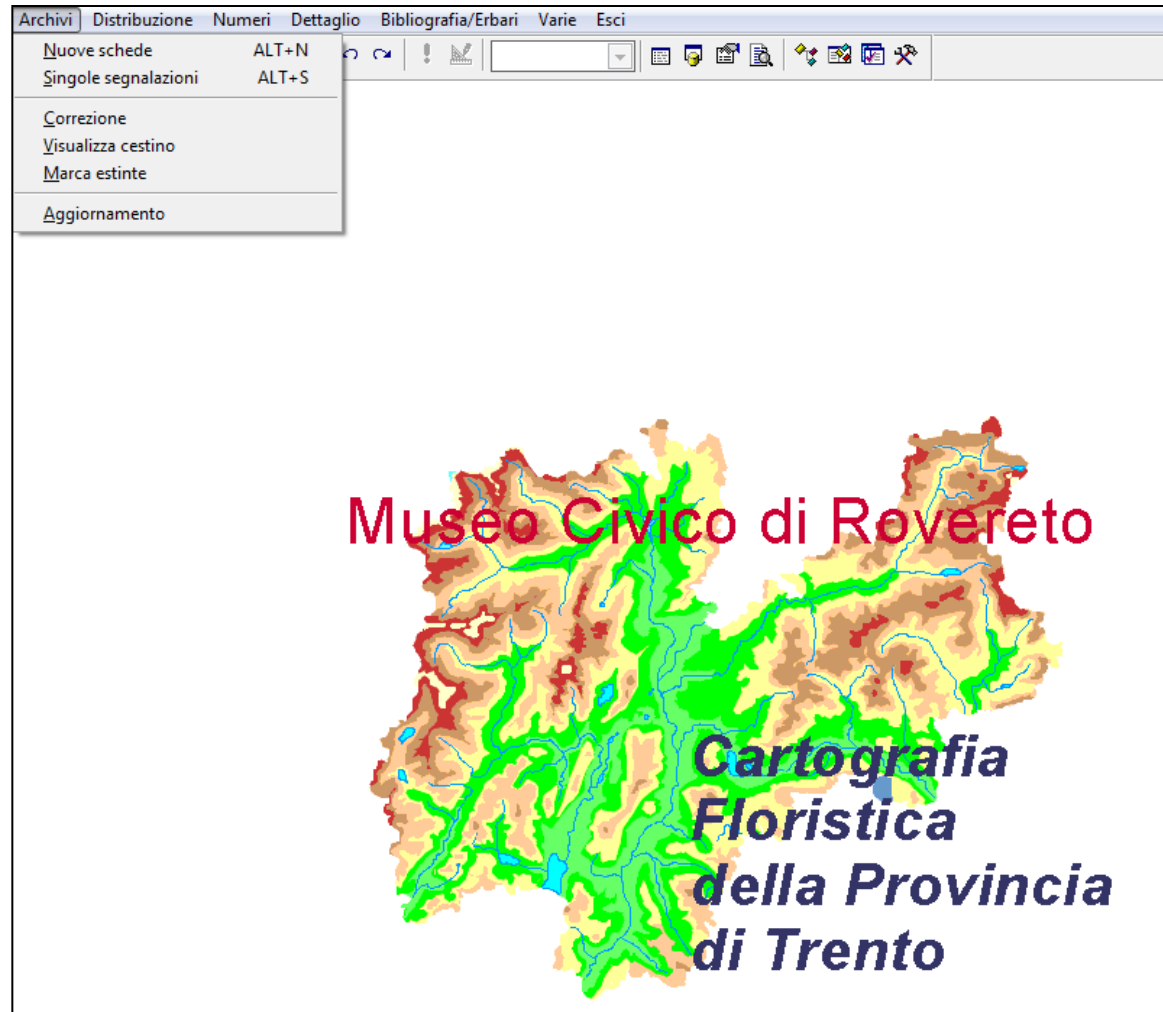 Archivi Distribuzione Numeri Dettaglio Bibliografia/Erbari Varie Esci
Nuove schede ALT+N
Singole segnalazioni ALT+S
Correzione
Visualizza cestino
Marca estinte
Aggiornamento
Museo Civico di Rovereto
Cartografia
Floristica
della Provincia
di Trento